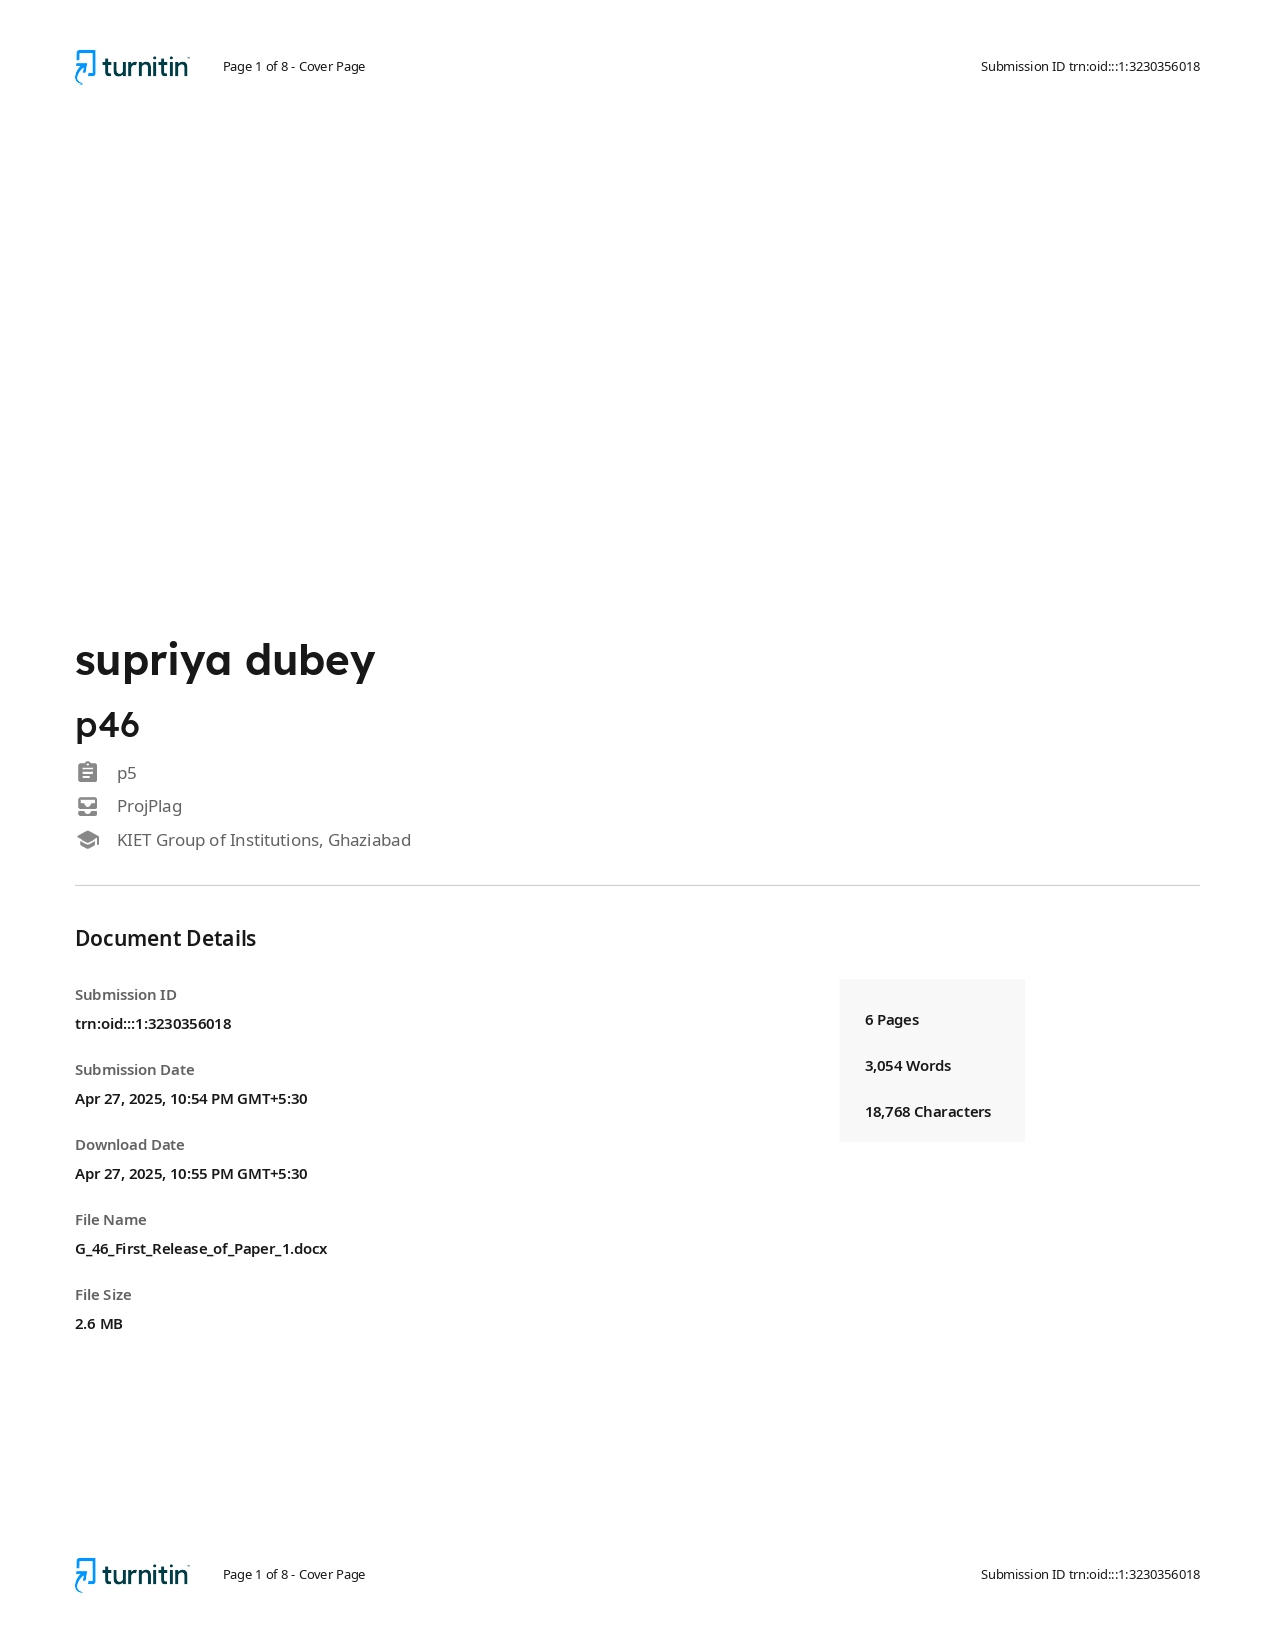 turnitin Page 1 of 8 - Cover Page Submission ID trn:oid:::1:3230356018
supriya dubey
p46
p5
ProjPlag
KIET Group of Institutions, Ghaziabad
Document Details
Submission ID
trn:oid:::1:3230356018
Submission Date
Apr 27, 2025, 10:54 PM GMT+5:30
Download Date
Apr 27, 2025, 10:55 PM GMT+5:30
File Name
G_46_First_Release_of_Paper_1.docx
File Size
2.6 MB
6 Pages
3,054 Words
18,768 Characters
turnitin Page 1 of 8 - Cover Page Submission ID trn:oid:::1:3230356018